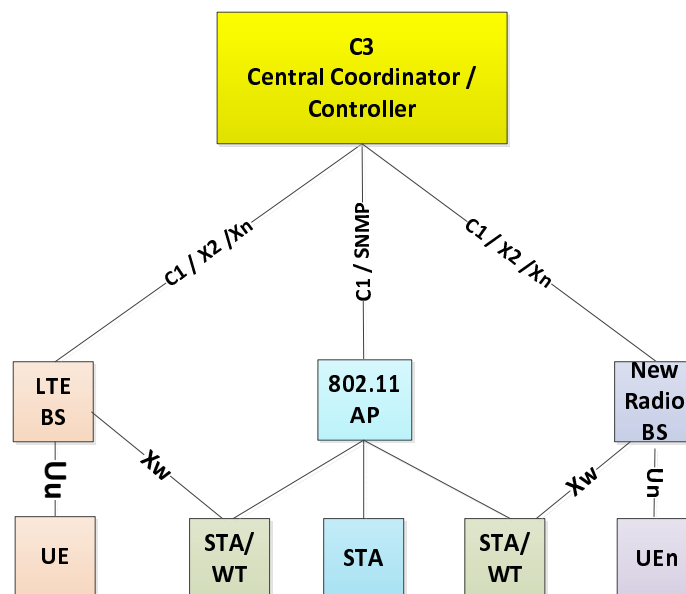 C3
Central Coordinator /
Controller
C1 / X2 /Xn
C1 / SNMP
C1 / X2 /Xn
LTE
BS
802.11
AP
New
Radio
BS
Xw
Xw
Un
Un
UE
STA/
WT
STA
STA/
WT
UEn